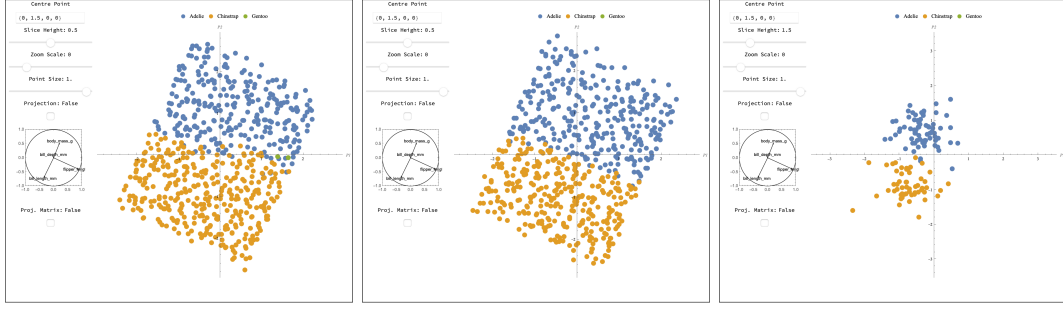 Centre Point
(0, 1.5, 0, 0)
Slice Height: 0.5
Zoom Scale: 0
Point Size: 1.
Projection: False
body_mass_g
bill_depth_mm
bill_length_mm
Proj. Matrix: False
Adelie Chinstrap Gentoo
Centre Point
(0, 1.5, 0, 0)
Slice Height: 0.5
Zoom Scale: 0
Point Size: 1.
Projection: False
body_mass_g
bill_depth_mm
bill_length_mm
Proj. Matrix: False
Adelie Chinstrap Gentoo
Centre Point
(0, 1.5, 0, 0)
Slice Height: 1.5
Zoom Scale: 0
Point Size: 1.
Projection: False
body_mass_g
bill_depth_mm
bill_length_mm
Proj. Matrix: False
Adelie Chinstrap Gentoo